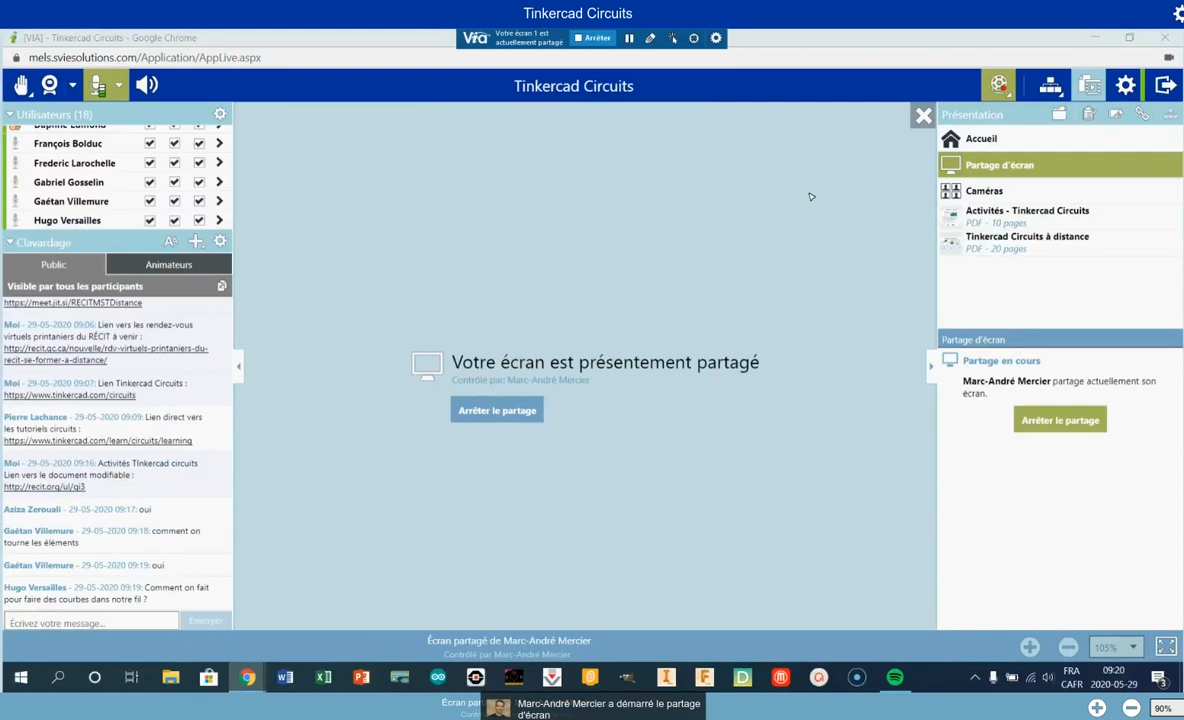 Tinkercad Circuits
[VIA] - Tinkercad Circuits - Google Chrome
Via
Votre écran 1 est
actuellement partagé
Arrêter
mels.sviesolutions.com/Application/AppLive.aspx
Tinkercad Circuits
Utilisateurs (18)
François Bolduc
Frederic Larochelle
Gabriel Gosselin
Gaétan Villemure
Hugo Versailles
Clavardage
Public
Animateurs
Visible par tous les participants
https://meet.jit.si/RECITMSTDistance
Moi - 29-05-2020 09:06: Lien vers les rendez-vous
virtuels printaniers du RÉCIT à venir :
http://recit.qc.ca/nouvelle/rdv-virtuels-printaniers-du-
recit-se-former-a-distance/
Moi - 29-05-2020 09:07: Lien Tinkercad Circuits :
https://www.tinkercad.com/circuits
Pierre Lachance - 29-05-2020 09:09: Lien direct vers
les tutoriels circuits :
https://www.tinkercad.com/learn/circuits/learning
Moi - 29-05-2020 09:16: Activités TInkercad circuits
Lien vers le document modifiable :
http://recit.org/ul/qi3
Aziza Zerouali - 29-05-2020 09:17: oui
Gaétan Villemure - 29-05-2020 09:18: comment on
tourne les éléments
Gaétan Villemure - 29-05-2020 09:19: oui
Hugo Versailles - 29-05-2020 09:19: Comment on fait
pour faire des courbes dans notre fil ?
Écrivez votre message...
Envoyer
Votre écran est présentement partagé
Contrôlé par: Marc-André Mercier
Arrêter le partage
Présentation
Accueil
Partage d'écran
Caméras
Activités - Tinkercad Circuits
PDF - 10 pages
Tinkercad Circuits à distance
PDF - 20 pages
Partage d'écran
Partage en cours
Marc-André Mercier partage actuellement son
écran.
Arrêter le partage
Écran partagé de Marc-André Mercier
Contrôlé par Marc-André Mercier
105%
FRA
CAFR
09:20
2020-05-29
3
Marc-André Mercier a démarré le partage
d'écran
90%